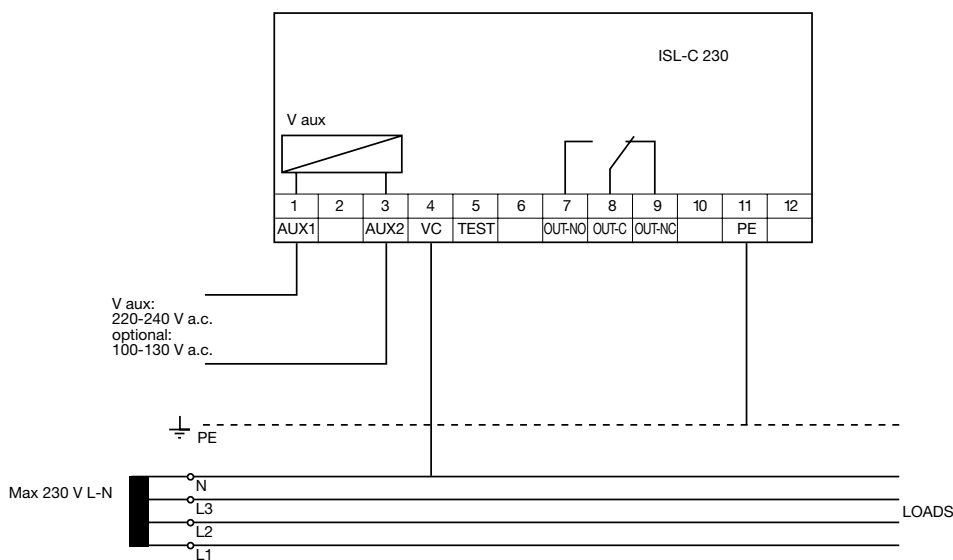 ISL-C 230
V aux
1 2 3 4 5 6 7 8 9 10 11 12
AUX1 AUX2 VC TEST OUT-NO OUT-C OUT-NC PE
V aux:
220-240 V a.c.
optional:
100-130 V a.c.
PE
Max 230 V L-N
N
L3
LOADS
L2
L1